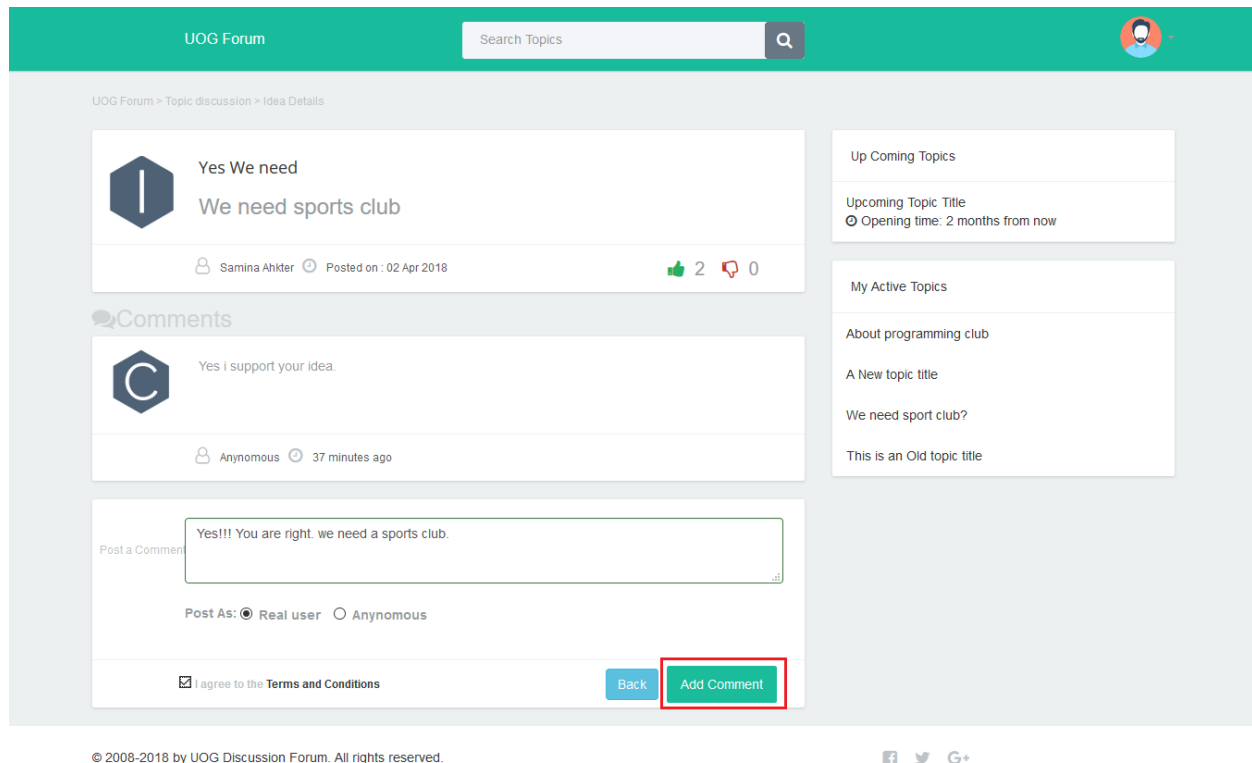 UOG Forum
Search Topics
UOG Forum > Topic discussion > Idea Details
I
Yes We need
We need sports club
Samina Ahkter Posted on : 02 Apr 2018
2 0
Comments
C
Yes i support your idea.
Anynomous 37 minutes ago
Post a Comment
Yes!!! You are right. we need a sports club.
Post As: Real user Anynomous
I agree to the Terms and Conditions
Back Add Comment
Up Coming Topics
Upcoming Topic Title
Opening time: 2 months from now
My Active Topics
About programming club
A New topic title
We need sport club?
This is an Old topic title
© 2008-2018 by UOG Discussion Forum. All rights reserved.
G+